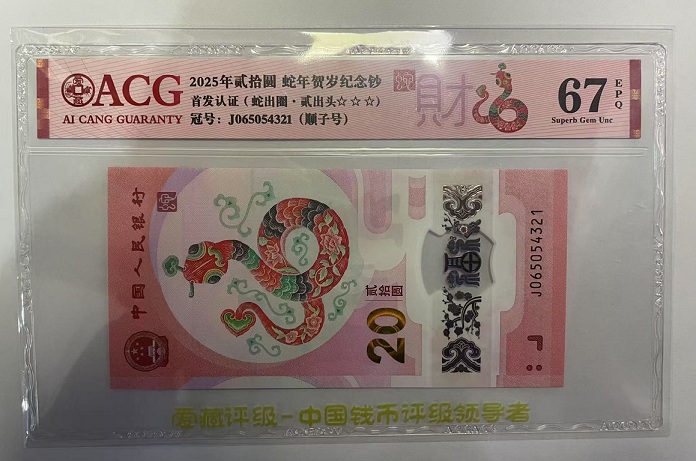 ACG
AI CANG GUARANTY
2025年贰拾圆 蛇年贺岁纪念钞
首发认证（蛇出圈·贰出头☆☆☆）
冠号：J065054321（顺子号）
財
67
EPQ
Superb Gem Unc
中国人民银行
贰拾圆
20
福
J065054321
爱藏评级-中国钱币评级领导者